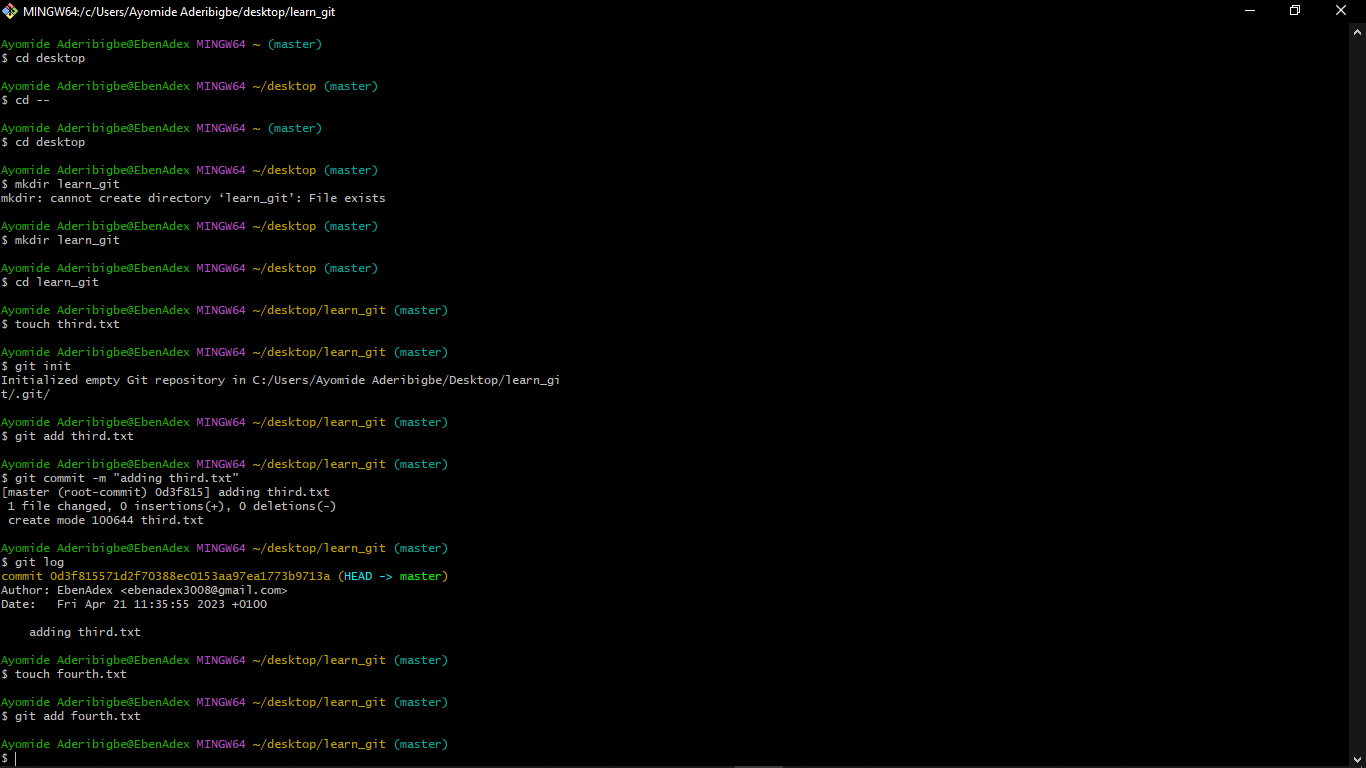 MINGW64:/c/Users/Ayomide Aderibigbe/desktop/learn_git
Ayomide Aderibigbe@EbenAdex MINGW64 ~ (master)
$ cd desktop
Ayomide Aderibigbe@EbenAdex MINGW64 ~/desktop (master)
$ cd --
Ayomide Aderibigbe@EbenAdex MINGW64 ~ (master)
$ cd desktop
Ayomide Aderibigbe@EbenAdex MINGW64 ~/desktop (master)
$ mkdir learn_git
mkdir: cannot create directory ‘learn_git’: File exists
Ayomide Aderibigbe@EbenAdex MINGW64 ~/desktop (master)
$ mkdir learn_git
Ayomide Aderibigbe@EbenAdex MINGW64 ~/desktop (master)
$ cd learn_git
Ayomide Aderibigbe@EbenAdex MINGW64 ~/desktop/learn_git (master)
$ touch third.txt
Ayomide Aderibigbe@EbenAdex MINGW64 ~/desktop/learn_git (master)
$ git init
Initialized empty Git repository in C:/Users/Ayomide Aderibigbe/Desktop/learn_gi
t/.git/
Ayomide Aderibigbe@EbenAdex MINGW64 ~/desktop/learn_git (master)
$ git add third.txt
Ayomide Aderibigbe@EbenAdex MINGW64 ~/desktop/learn_git (master)
$ git commit -m "adding third.txt"
[master (root-commit) 0d3f815] adding third.txt
 1 file changed, 0 insertions(+), 0 deletions(-)
 create mode 100644 third.txt
Ayomide Aderibigbe@EbenAdex MINGW64 ~/desktop/learn_git (master)
$ git log
commit 0d3f815571d2f70388ec0153aa97ea1773b9713a (HEAD -> master)
Author: EbenAdex <ebenadex3008@gmail.com>
Date:   Fri Apr 21 11:35:55 2023 +0100
    adding third.txt
Ayomide Aderibigbe@EbenAdex MINGW64 ~/desktop/learn_git (master)
$ touch fourth.txt
Ayomide Aderibigbe@EbenAdex MINGW64 ~/desktop/learn_git (master)
$ git add fourth.txt
Ayomide Aderibigbe@EbenAdex MINGW64 ~/desktop/learn_git (master)
$